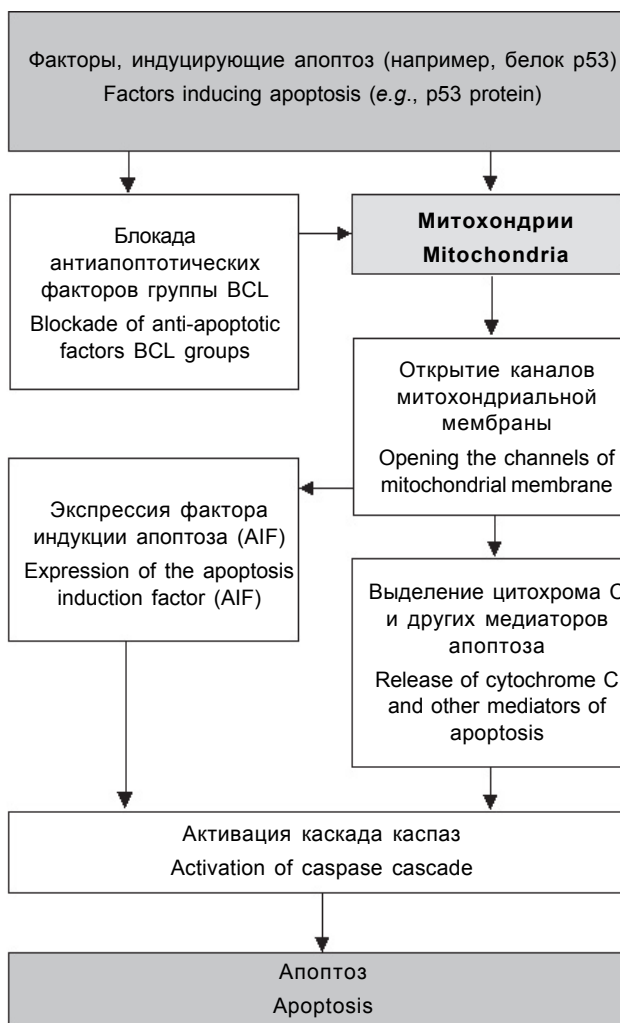 Факторы, индуцирующие апоптоз (например, белок p53)
Factors inducing apoptosis (e.g., p53 protein)
Блокада
антиапоптотических
факторов группы BCL
Blockade of anti-apoptotic
factors BCL groups
Митохондрии
Mitochondria
Открытие каналов
митохондриальной
мембраны
Opening the channels of
mitochondrial membrane
Экспрессия фактора
индукции апоптоза (AIF)
Expression of the apoptosis
induction factor (AIF)
Выделение цитохрома C
и других медиаторов
апоптоза
Release of cytochrome C
and other mediators of
apoptosis
Активация каскада каспаз
Activation of caspase cascade
Апоптоз
Apoptosis